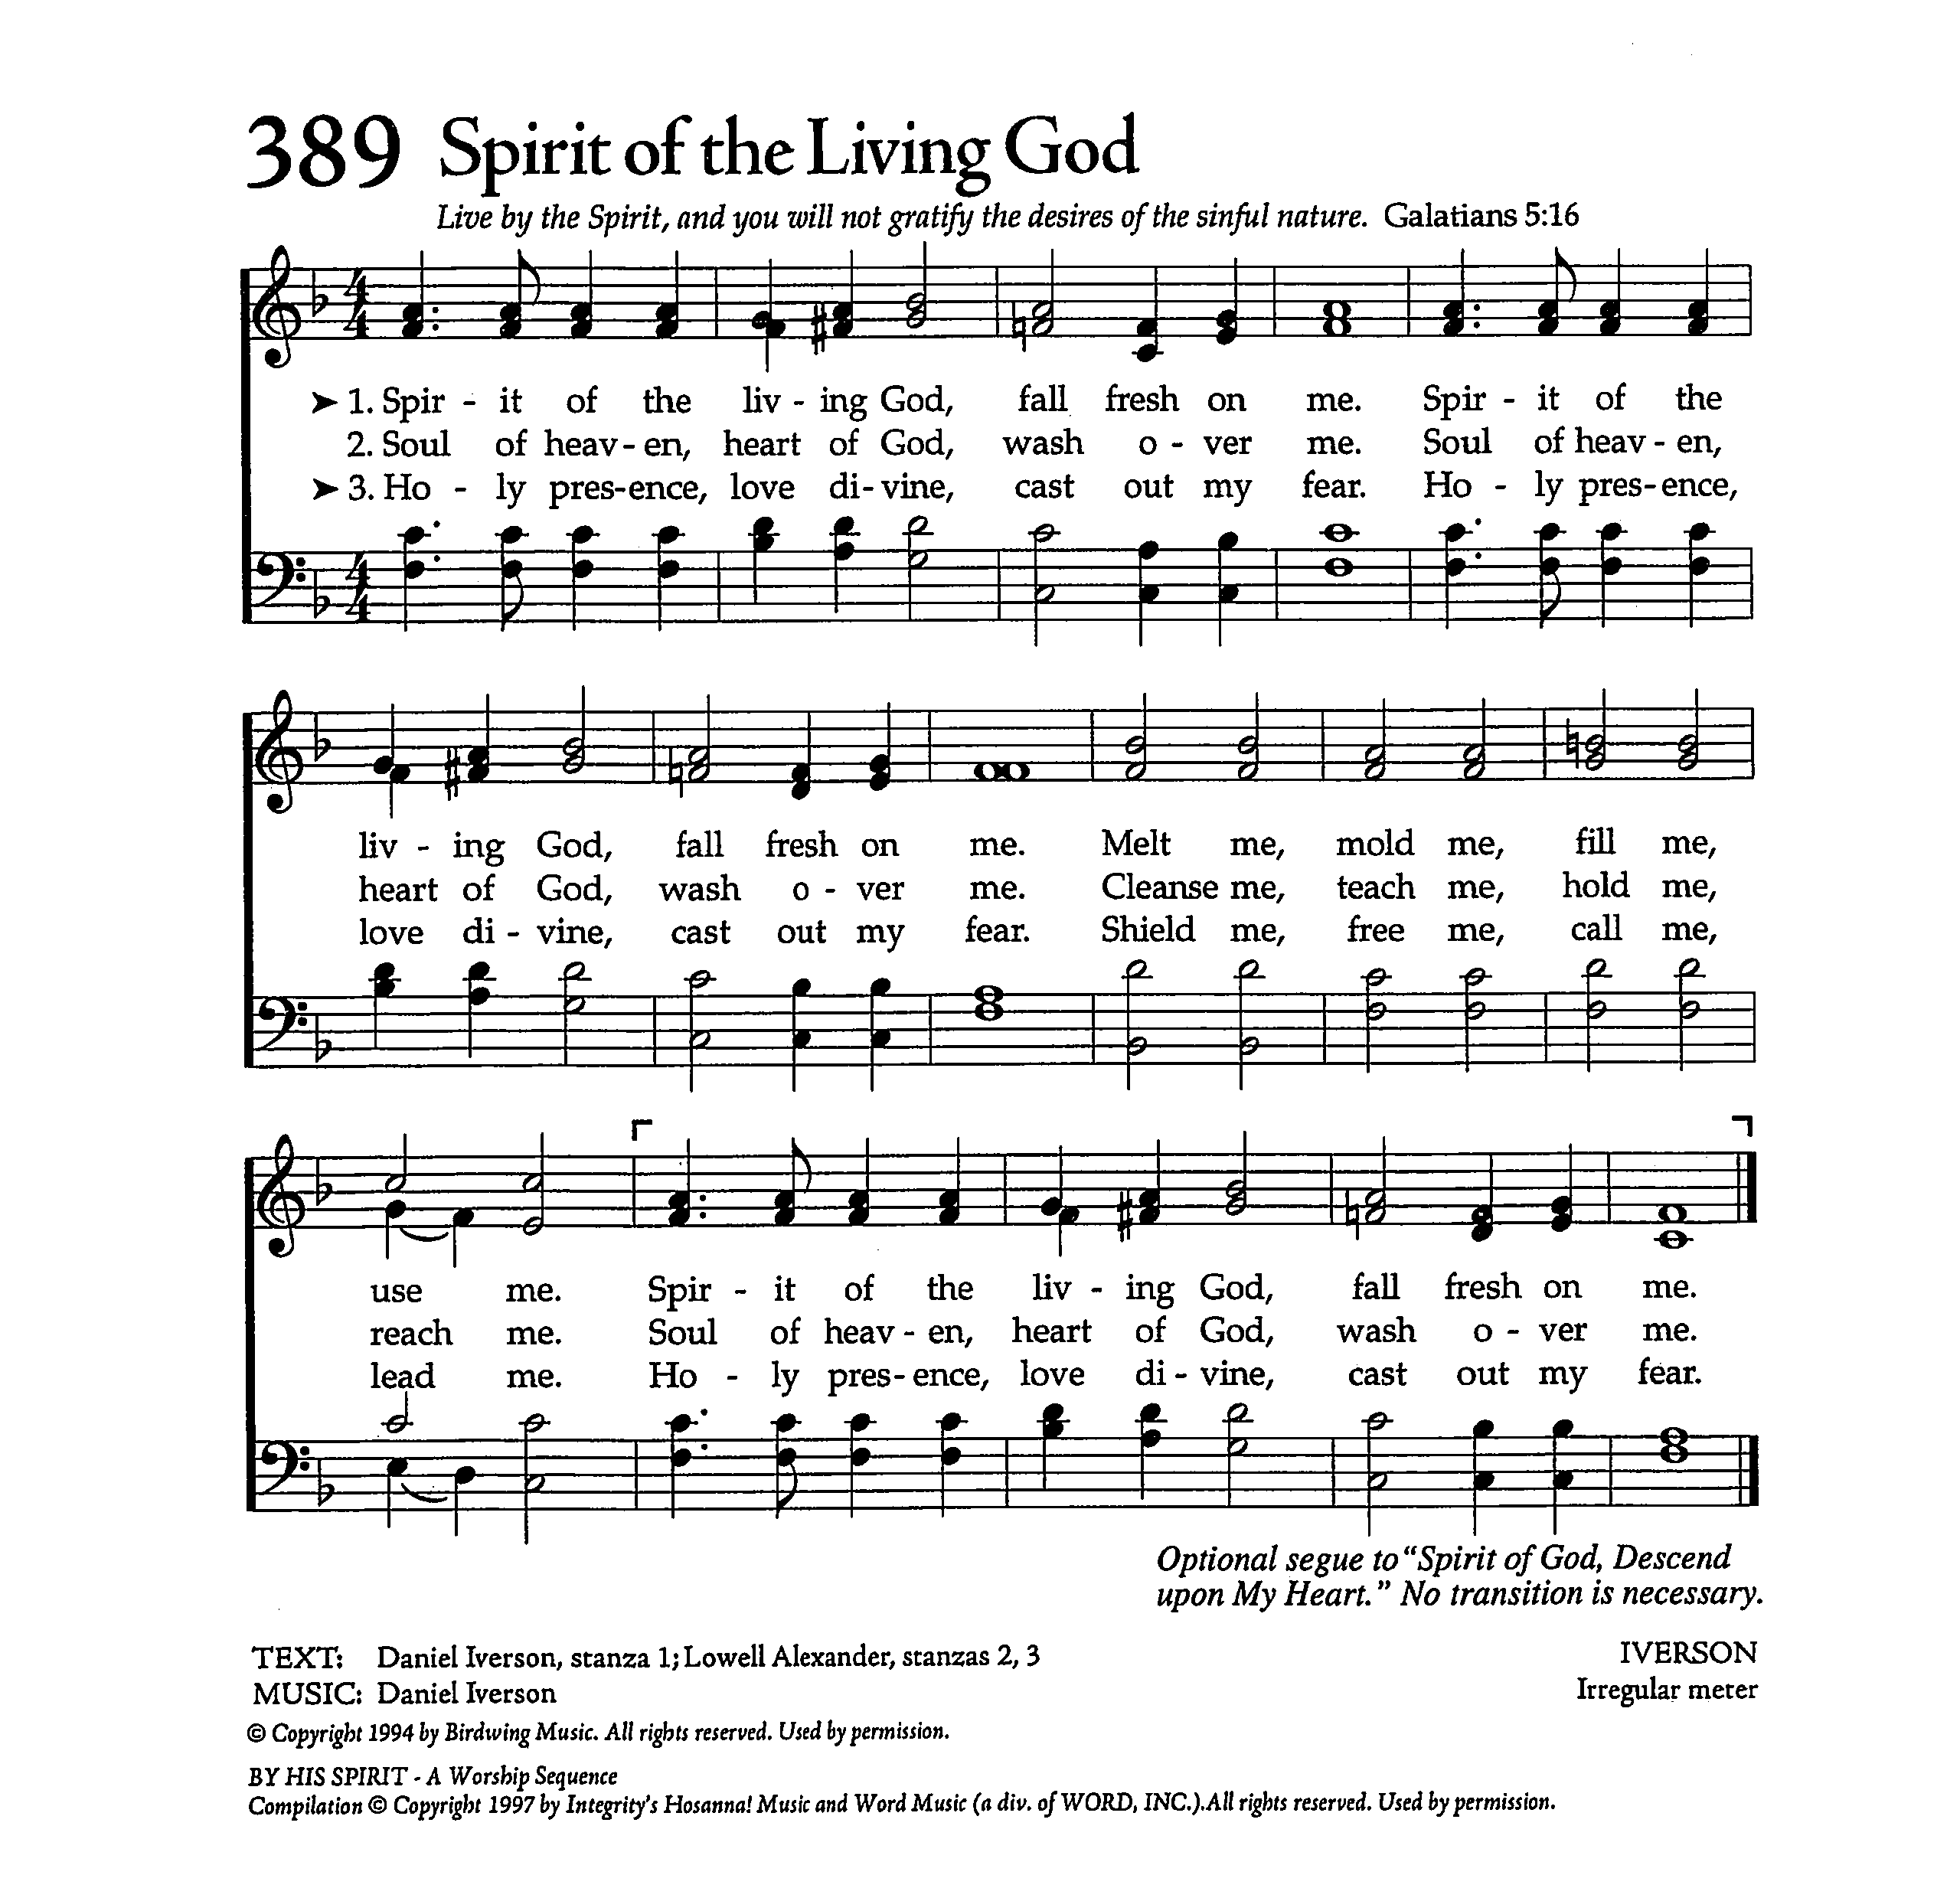 389 Spirit of the Living God
Live by the Spirit, and you will not gratify the desires of the sinful nature. Galatians 5:16
➤ 1. Spir - it of the liv - ing God, fall fresh on me. Spir - it of the
2. Soul of heav - en, heart of God, wash o - ver me. Soul of heav - en,
➤ 3. Ho - ly pres - ence, love di - vine, cast out my fear. Ho - ly pres - ence,
liv - ing God, fall fresh on me. Melt me, mold me, fill me,
heart of God, wash o - ver me. Cleanse me, teach me, hold me,
love di - vine, cast out my fear. Shield me, free me, call me,
use me. Spir - it of the liv - ing God, fall fresh on me.
reach me. Soul of heav - en, heart of God, wash o - ver me.
lead me. Ho - ly pres - ence, love di - vine, cast out my fear.
Optional segue to "Spirit of God, Descend
upon My Heart." No transition is necessary.
TEXT: Daniel Iverson, stanza 1; Lowell Alexander, stanzas 2, 3 IVERSON
MUSIC: Daniel Iverson Irregular meter
© Copyright 1994 by Birdwing Music. All rights reserved. Used by permission.
BY HIS SPIRIT - A Worship Sequence
Compilation © Copyright 1997 by Integrity's Hosanna! Music and Word Music (a div. of WORD, INC.). All rights reserved. Used by permission.